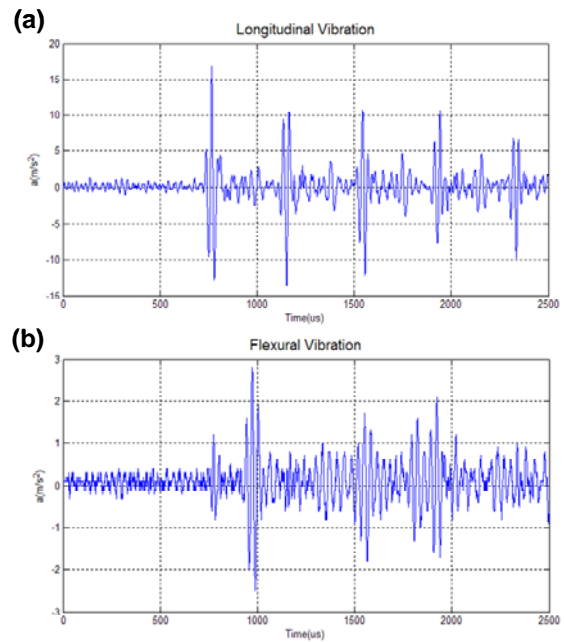 (a)
Longitudinal Vibration
20
15
10
5
0
-5
-10
-15
a(m/s²)
0 500 1000 1500 2000 2500
Time(us)
(b)
Flexural Vibration
3
2
1
0
-1
-2
-3
a(m/s²)
0 500 1000 1500 2000 2500
Time(us)